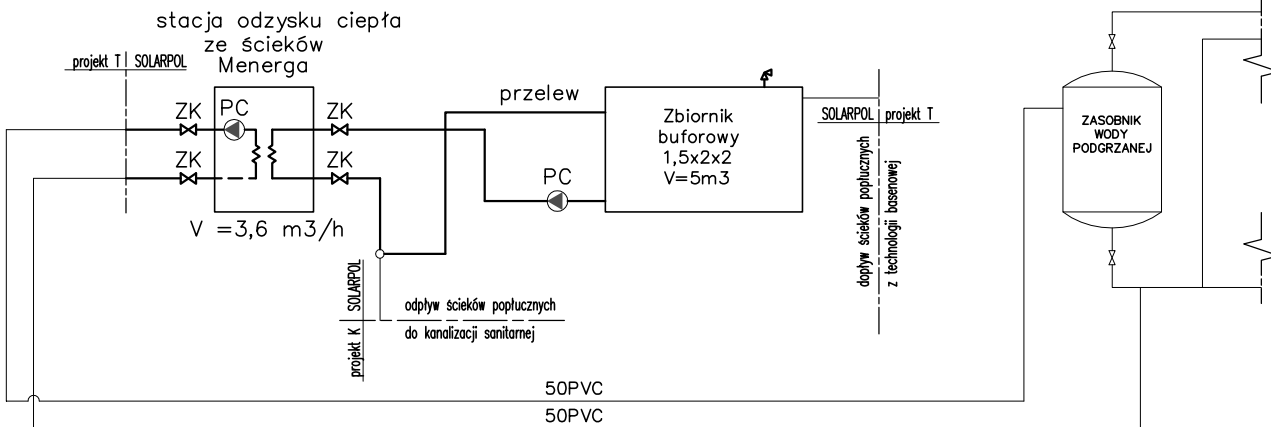 stacja odzysku ciepła
ze ścieków
Menerga
projekt T SOLARPOL
ZK
PC
ZK
ZK
ZK
V =3,6 m3/h
przelew
PC
Zbiornik
buforowy
1,5x2x2
V=5m3
SOLARPOL projekt T
dopływ ścieków popłucznych
z technologii basenowej
ZASOBNIK
WODY
PODGRZANEJ
projekt K SOLARPOL
odpływ ścieków popłucznych
do kanalizacji sanitarnej
50PVC
50PVC